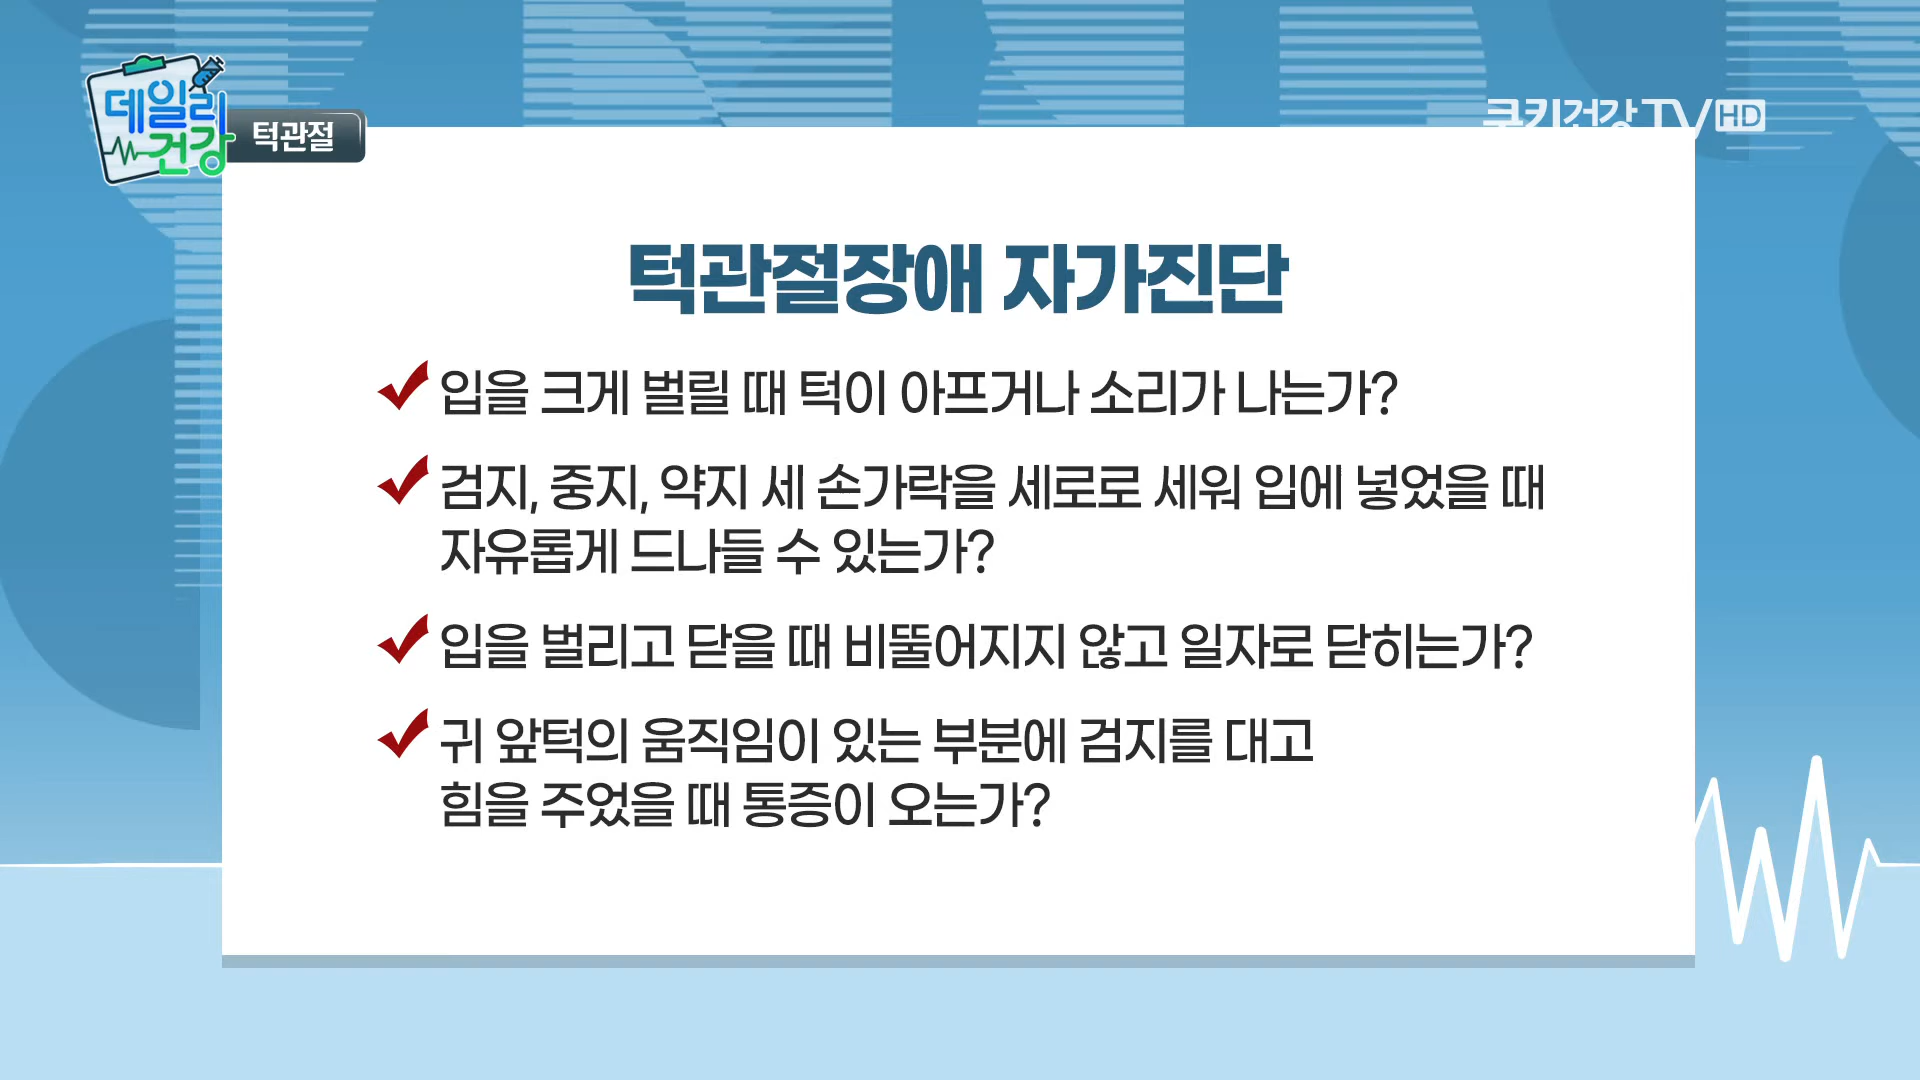 데일리
건강
턱관절
쿠키건강TV HD
턱관절장애 자가진단
입을 크게 벌릴 때 턱이 아프거나 소리가 나는가?
검지, 중지, 약지 세 손가락을 세로로 세워 입에 넣었을 때
자유롭게 드나들 수 있는가?
입을 벌리고 닫을 때 비뚤어지지 않고 일자로 닫히는가?
귀 앞턱의 움직임이 있는 부분에 검지를 대고
힘을 주었을 때 통증이 오는가?